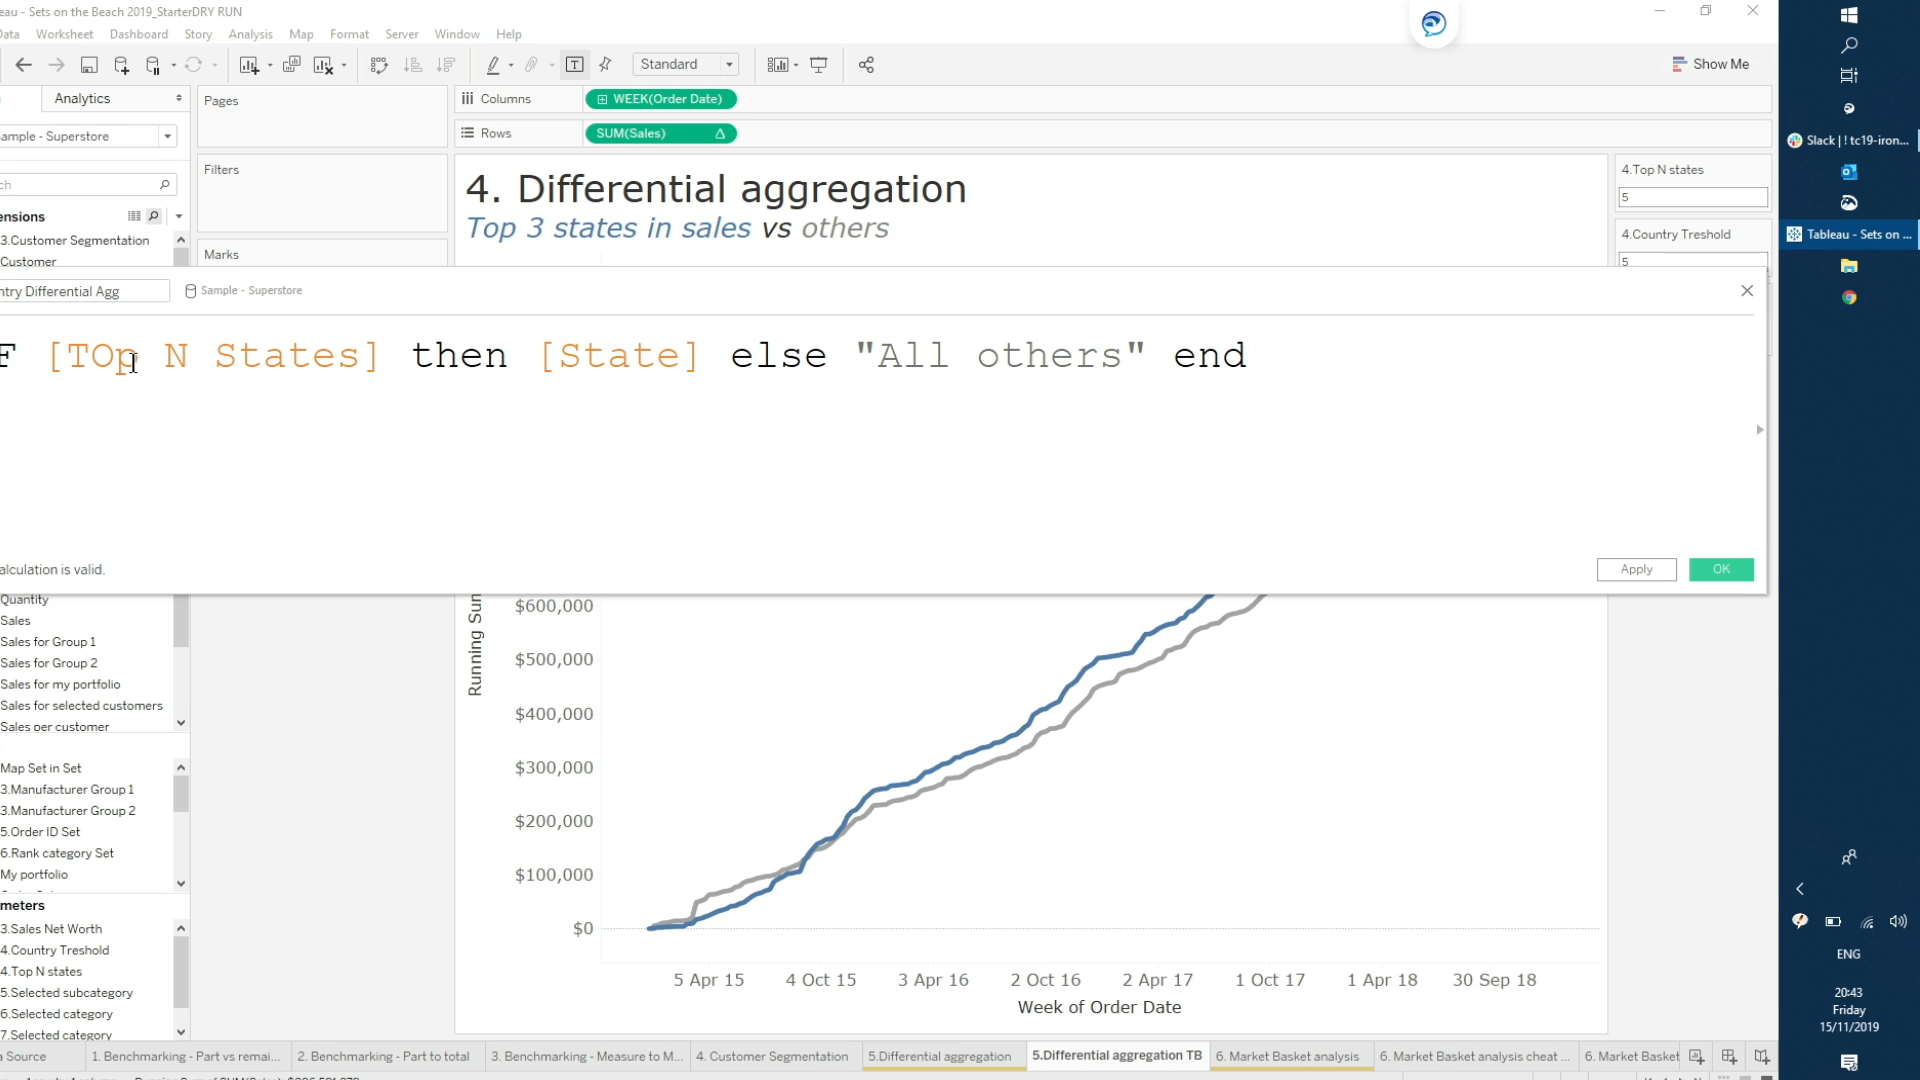 eau - Sets on the Beach 2019_StarterDRY RUN
Data Worksheet Dashboard Story Analysis Map Format Server Window Help
Standard
Show Me
Analytics
Pages
Columns
WEEK(Order Date)
ample - Superstore
Rows
SUM(Sales)
Filters
4. Differential aggregation
Top 3 states in sales vs others
4.Top N states
5
4.Country Treshold
5
ch
ensions
3.Customer Segmentation
Customer
Marks
ntry Differential Agg
Sample - Superstore
F [TOp N States] then [State] else "All others" end
alculation is valid.
Apply
OK
Quantity
Sales
Sales for Group 1
Sales for Group 2
Sales for my portfolio
Sales for selected customers
Sales per customer
Map Set in Set
3.Manufacturer Group 1
3.Manufacturer Group 2
5.Order ID Set
6.Rank category Set
My portfolio
meters
3.Sales Net Worth
4.Country Treshold
4.Top N states
5.Selected subcategory
6.Selected category
7.Selected category
Running Sun
$600,000
$500,000
$400,000
$300,000
$200,000
$100,000
$0
5 Apr 15
4 Oct 15
3 Apr 16
2 Oct 16
2 Apr 17
1 Oct 17
1 Apr 18
30 Sep 18
Week of Order Date
a Source
1. Benchmarking - Part vs remai...
2. Benchmarking - Part to total
3. Benchmarking - Measure to M...
4. Customer Segmentation
5.Differential aggregation
5.Differential aggregation TB
6. Market Basket analysis
6. Market Basket analysis cheat ...
6. Market Basket
Slack | ! tc19-iron...
Tableau - Sets on ...
ENG
20:43
Friday
15/11/2019